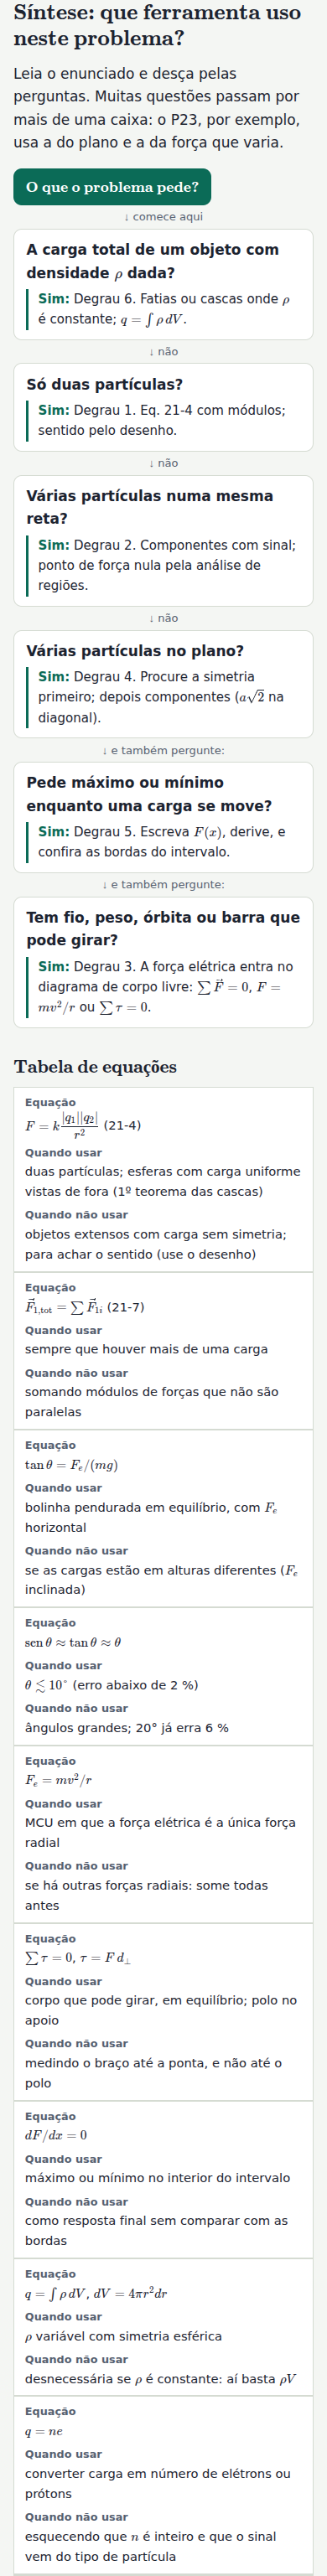 Síntese: que ferramenta uso
neste problema?
Leia o enunciado e desça pelas
perguntas. Muitas questões passam por
mais de uma caixa: o P23, por exemplo,
usa a do plano e a da força que varia.
O que o problema pede?
↓ comece aqui
A carga total de um objeto com
densidade ρ dada?
Sim: Degrau 6. Fatias ou cascas onde ρ
é constante; q = ∫ ρ dV.
↓ não
Só duas partículas?
Sim: Degrau 1. Eq. 21-4 com módulos;
sentido pelo desenho.
↓ não
Várias partículas numa mesma
reta?
Sim: Degrau 2. Componentes com sinal;
ponto de força nula pela análise de
regiões.
↓ não
Várias partículas no plano?
Sim: Degrau 4. Procure a simetria
primeiro; depois componentes (a√2 na
diagonal).
↓ e também pergunte:
Pede máximo ou mínimo
enquanto uma carga se move?
Sim: Degrau 5. Escreva F(x), derive, e
confira as bordas do intervalo.
↓ e também pergunte:
Tem fio, peso, órbita ou barra que
pode girar?
Sim: Degrau 3. A força elétrica entra no
diagrama de corpo livre: ∑ F⃗ = 0, F =
mv²/r ou ∑ τ = 0.
Tabela de equações
Equação
F = k |q₁||q₂| / r² (21-4)
Quando usar
duas partículas; esferas com carga uniforme
vistas de fora (1º teorema das cascas)
Quando não usar
objetos extensos com carga sem simetria;
para achar o sentido (use o desenho)
Equação
F⃗₁,tot = ∑ F⃗₁ᵢ (21-7)
Quando usar
sempre que houver mais de uma carga
Quando não usar
somando módulos de forças que não são
paralelas
Equação
tan θ = Fₑ/(mg)
Quando usar
bolinha pendurada em equilíbrio, com Fₑ
horizontal
Quando não usar
se as cargas estão em alturas diferentes (Fₑ
inclinada)
Equação
sen θ ≈ tan θ ≈ θ
Quando usar
θ ≲ 10° (erro abaixo de 2 %)
Quando não usar
ângulos grandes; 20° já erra 6 %
Equação
Fₑ = mv²/r
Quando usar
MCU em que a força elétrica é a única força
radial
Quando não usar
se há outras forças radiais: some todas
antes
Equação
∑ τ = 0, τ = F d⊥
Quando usar
corpo que pode girar, em equilíbrio; polo no
apoio
Quando não usar
medindo o braço até a ponta, e não até o
polo
Equação
dF/dx = 0
Quando usar
máximo ou mínimo no interior do intervalo
Quando não usar
como resposta final sem comparar com as
bordas
Equação
q = ∫ ρ dV, dV = 4πr²dr
Quando usar
ρ variável com simetria esférica
Quando não usar
desnecessária se ρ é constante: aí basta ρV
Equação
q = ne
Quando usar
converter carga em número de elétrons ou
prótons
Quando não usar
esquecendo que n é inteiro e que o sinal
vem do tipo de partícula